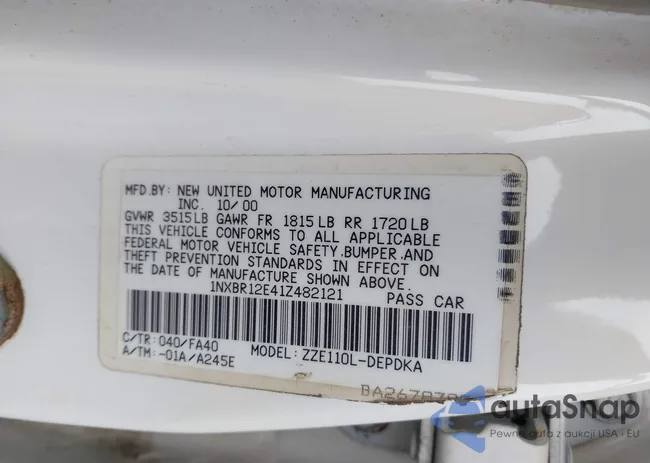 MFD.BY: NEW UNITED MOTOR MANUFACTURING
INC. 10/00
GVWR 3515LB GAWR FR 1815LB RR 1720LB
THIS VEHICLE CONFORMS TO ALL APPLICABLE
FEDERAL MOTOR VEHICLE SAFETY,BUMPER,AND
THEFT PREVENTION STANDARDS IN EFFECT ON
THE DATE OF MANUFACTURE SHOWN ABOVE.
1NXBR12E41Z482121 PASS CAR
C/TR: 040/FA40 MODEL: ZZE110L-DEPDKA
A/TM: -01A/A245E
autoSnap
Pewne auta z aukcji USA i EU